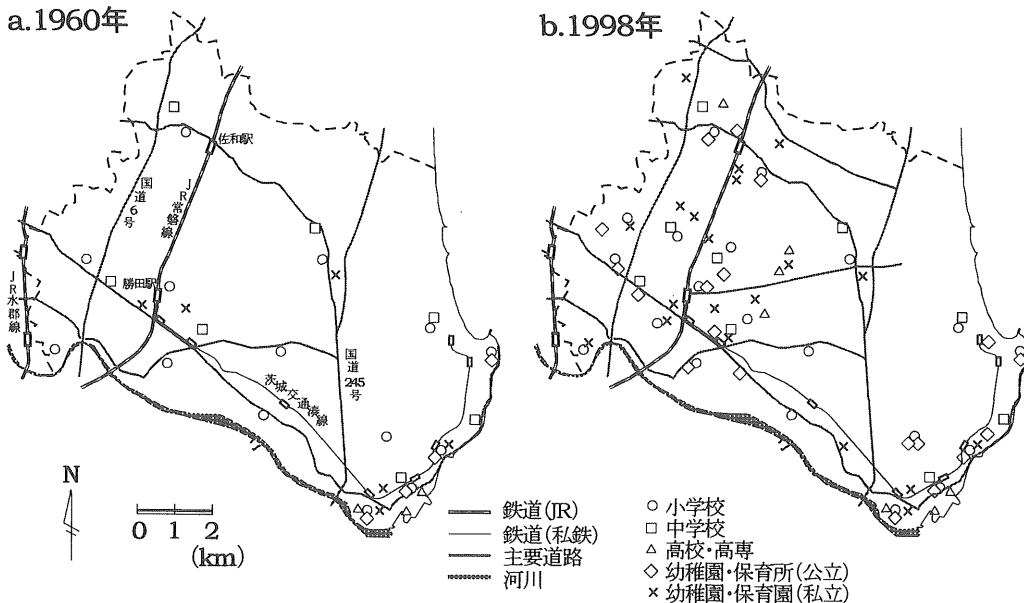 a.1960年
b.1998年
佐和駅
国道6号
JR常磐線
勝田駅
JR水郡線
国道245号
茨城交通湊線
N
0 1 2
(km)
鉄道(JR)
鉄道(私鉄)
主要道路
河川
小学校
中学校
高校・高専
幼稚園・保育所(公立)
幼稚園・保育園(私立)